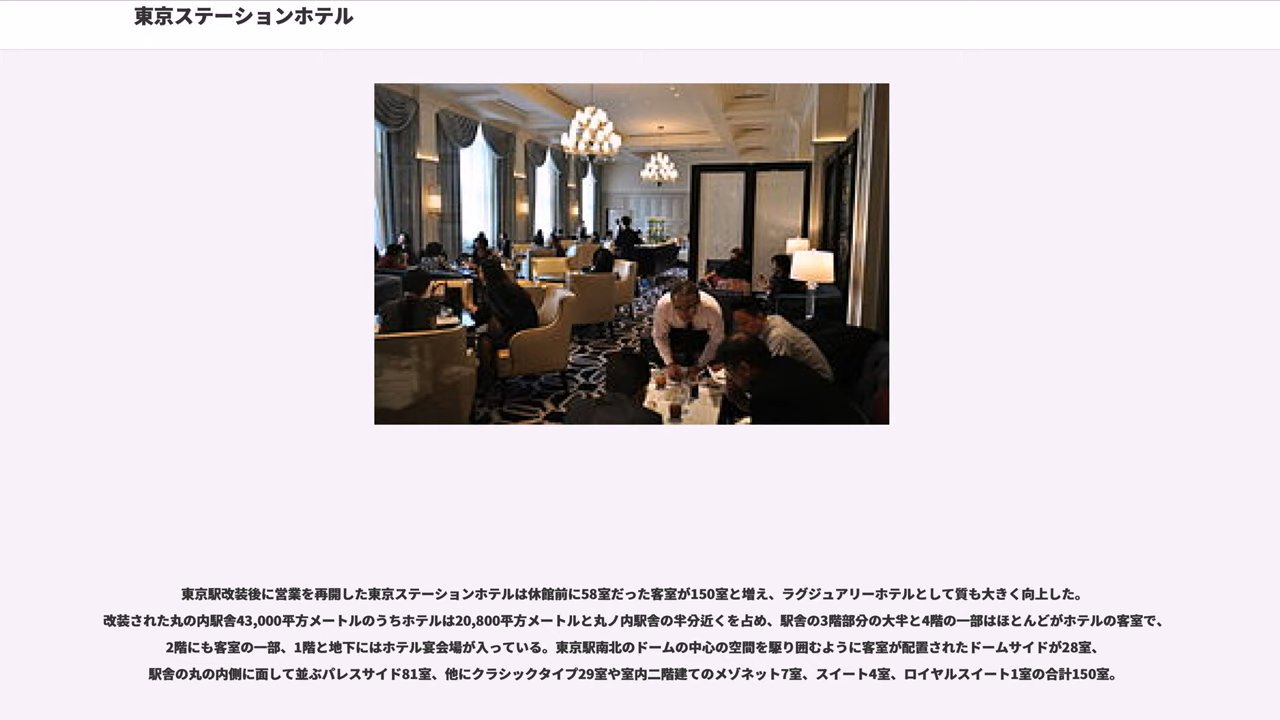 東京ステーションホテル
東京駅改装後に営業を再開した東京ステーションホテルは休館前に58室だった客室が150室と増え、ラグジュアリーホテルとして質も大きく向上した。
改装された丸の内駅舎43,000平方メートルのうちホテルは20,800平方メートルと丸ノ内駅舎の半分近くを占め、駅舎の3階部分の大半と4階の一部はほとんどがホテルの客室で、
2階にも客室の一部、1階と地下にはホテル宴会場が入っている。東京駅南北のドームの中心の空間を駆り囲むように客室が配置されたドームサイドが28室、
駅舎の丸の内側に面して並ぶパレスサイド81室、他にクラシックタイプ29室や室内二階建てのメゾネット7室、スイート4室、ロイヤルスイート1室の合計150室。